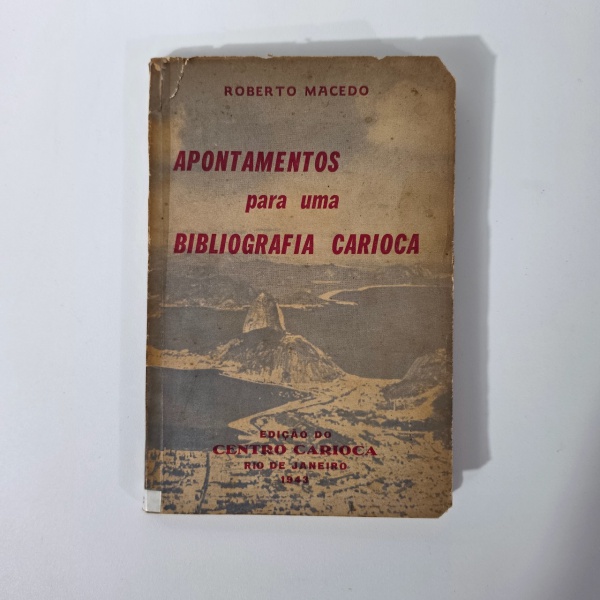 ROBERTO MACEDO
APONTAMENTOS
para uma
BIBLIOGRAFIA CARIOCA
EDIÇÃO DO
CENTRO CARIOCA
RIO DE JANEIRO
1943